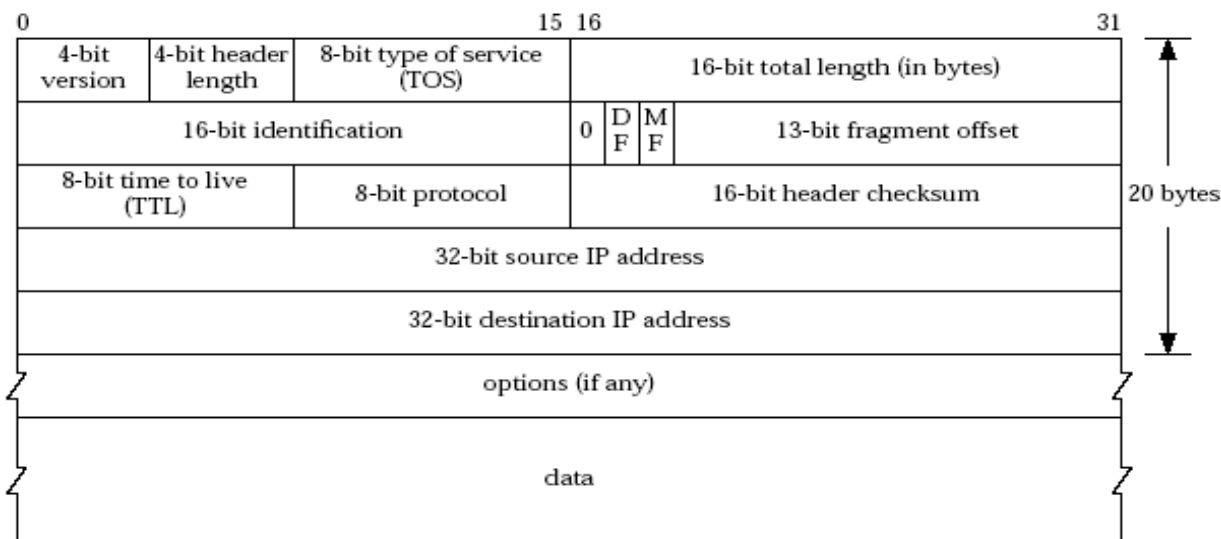 0 15 16 31
4-bit version
4-bit header length
8-bit type of service (TOS)
16-bit total length (in bytes)
16-bit identification
0
DF
MF
13-bit fragment offset
8-bit time to live (TTL)
8-bit protocol
16-bit header checksum
20 bytes
32-bit source IP address
32-bit destination IP address
options (if any)
data